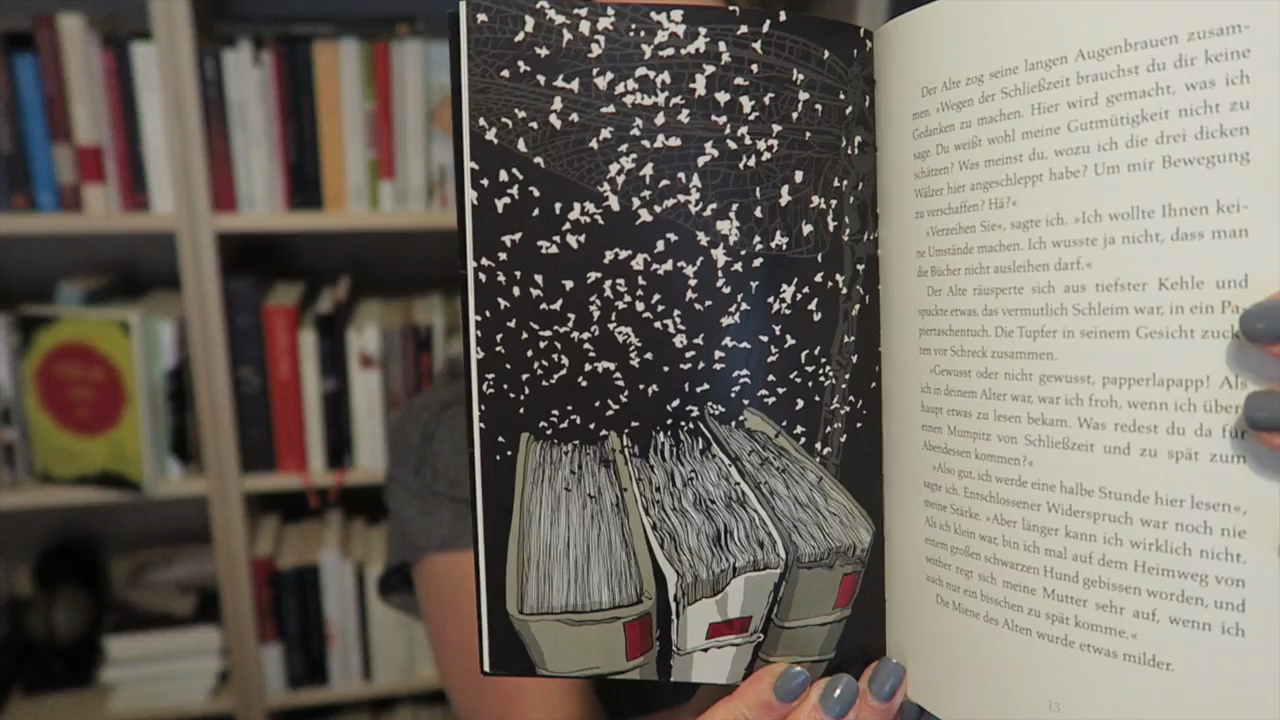 Der Alte zog seine langen Augenbrauen zusam-
men. »Wegen der Schließzeit brauchst du dir keine
Gedanken zu machen. Hier wird gemacht, was ich
sage. Du weißt wohl meine Gutmütigkeit nicht zu
schätzen? Was meinst du, wozu ich die drei dicken
Wälzer hier angeschleppt habe? Um mir Bewegung
zu verschaffen? Hä?«
»Verzeihen Sie«, sagte ich. »Ich wollte Ihnen kei-
ne Umstände machen. Ich wusste ja nicht, dass man
die Bücher nicht ausleihen darf.«
Der Alte räusperte sich aus tiefster Kehle und
spuckte etwas, das vermutlich Schleim war, in ein Pa-
piertaschentuch. Die Tupfer in seinem Gesicht zuck-
ten vor Schreck zusammen.
»Gewusst oder nicht gewusst, papperlapapp! Als
ich in deinem Alter war, war ich froh, wenn ich über-
haupt etwas zu lesen bekam. Was redest du da für
einen Mumpitz von Schließzeit und zu spät zum
Abendessen kommen?«
»Also gut, ich werde eine halbe Stunde hier lesen«,
sagte ich. Entschlossener Widerspruch war noch nie
meine Stärke. »Aber länger kann ich wirklich nicht.
Als ich klein war, bin ich mal auf dem Heimweg von
einem großen schwarzen Hund gebissen worden, und
seither regt sich meine Mutter sehr auf, wenn ich
auch nur ein bisschen zu spät komme.«
Die Miene des Alten wurde etwas milder.
13